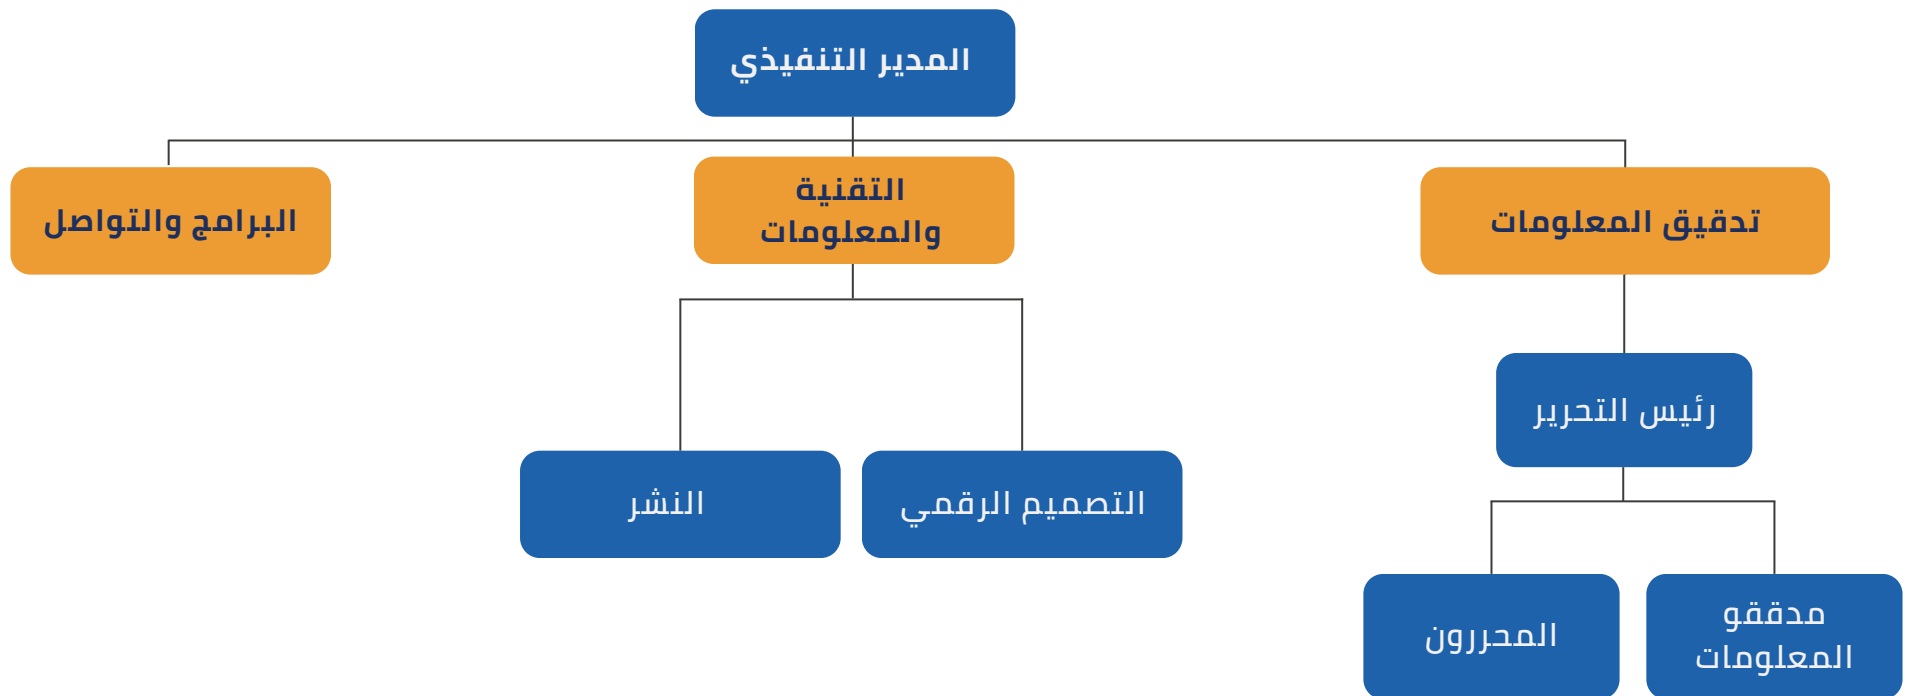 المدير التنفيذي
تدقيق المعلومات
التقنية
والمعلومات
البرامج والتواصل
رئيس التحرير
التصميم الرقمي
النشر
مدققو
المعلومات
المحررون